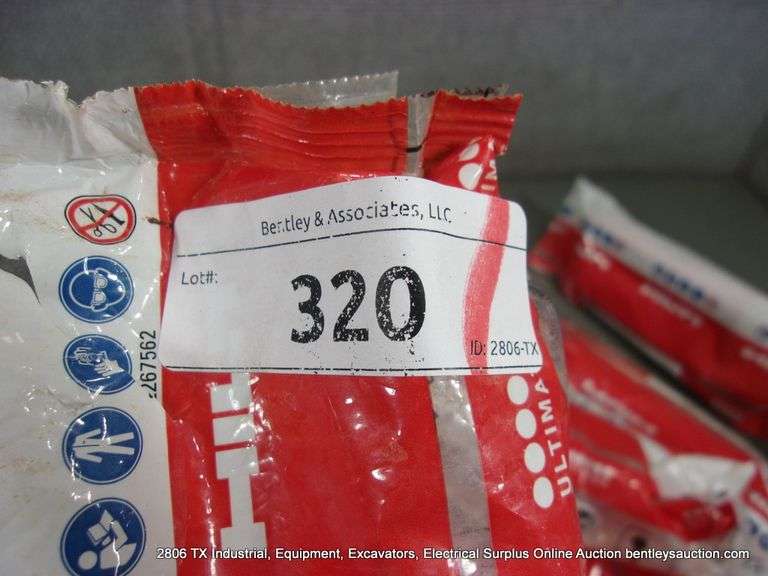 Bentley & Associates, LLC
Lot#:
320
ID: 2806-TX
267562
ULTIMA
2806 TX Industrial, Equipment, Excavators, Electrical Surplus Online Auction bentleysauction.com